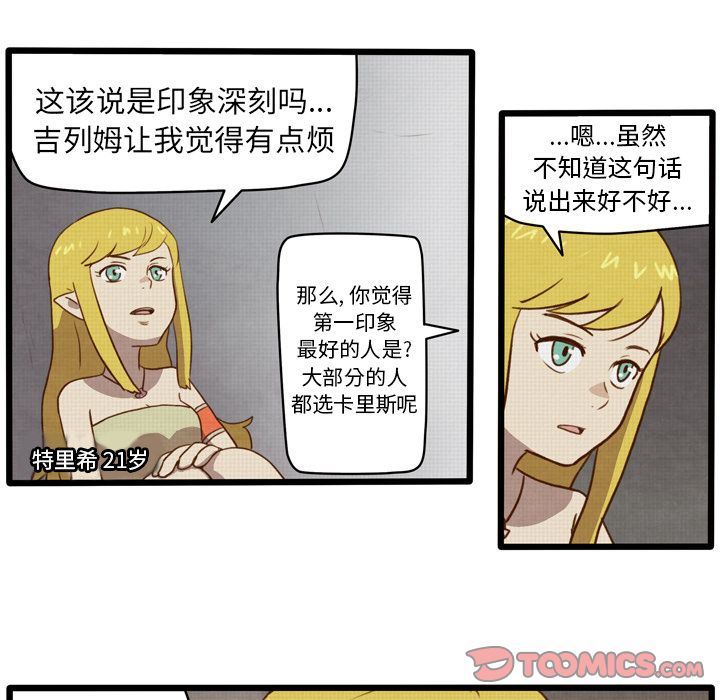 这该说是印象深刻吗...
吉列姆让我觉得有点烦
那么, 你觉得
第一印象
最好的人是?
大部分的人
都选卡里斯呢
特里希 21岁
...嗯...虽然
不知道这句话
说出来好不好...
TOOMICS.COM